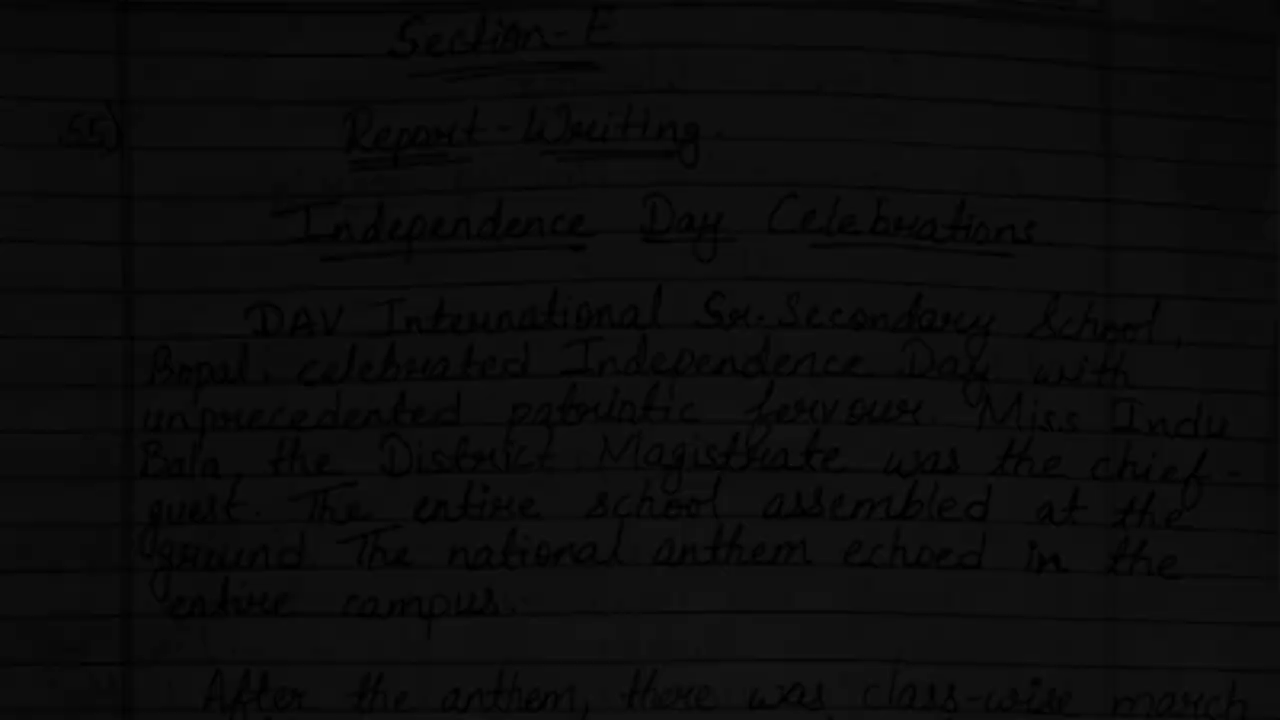 Section-E
55)
Report-Writing.
Independence Day Celebrations
DAV International Sr. Secondary School,
Bopal, celebrated Independence Day with
unprecedented patriotic fervour. Miss Indu
Bala, the District Magistrate was the chief-
guest. The entire school assembled at the
ground. The national anthem echoed in the
entire campus.
After the anthem, there was class-wise march